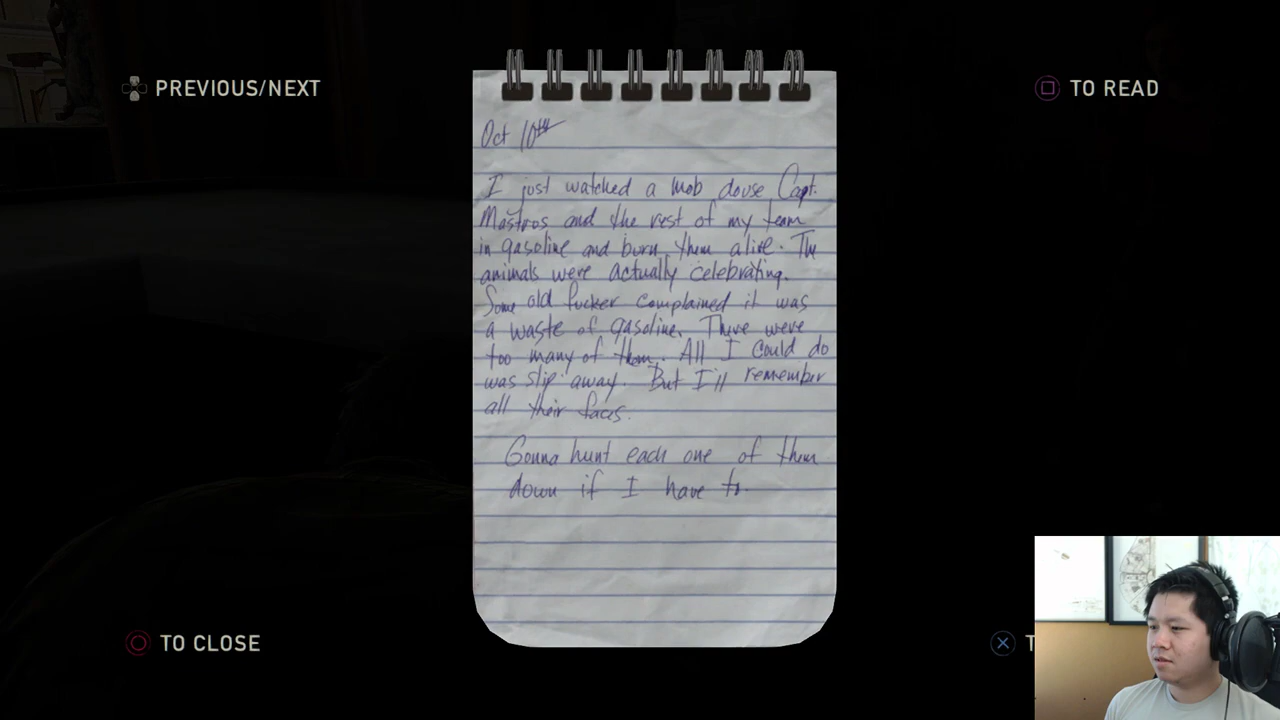 PREVIOUS/NEXT
TO READ
Oct 10th
I just watched a mob douse Capt.
Mastros and the rest of my team
in gasoline and burn them alive. The
animals were actually celebrating.
Some old fucker complained it was
a waste of gasoline. There were
too many of them. All I could do
was slip away. But I'll remember
all their faces.
Gonna hunt each one of them
down if I have to.
TO CLOSE
T